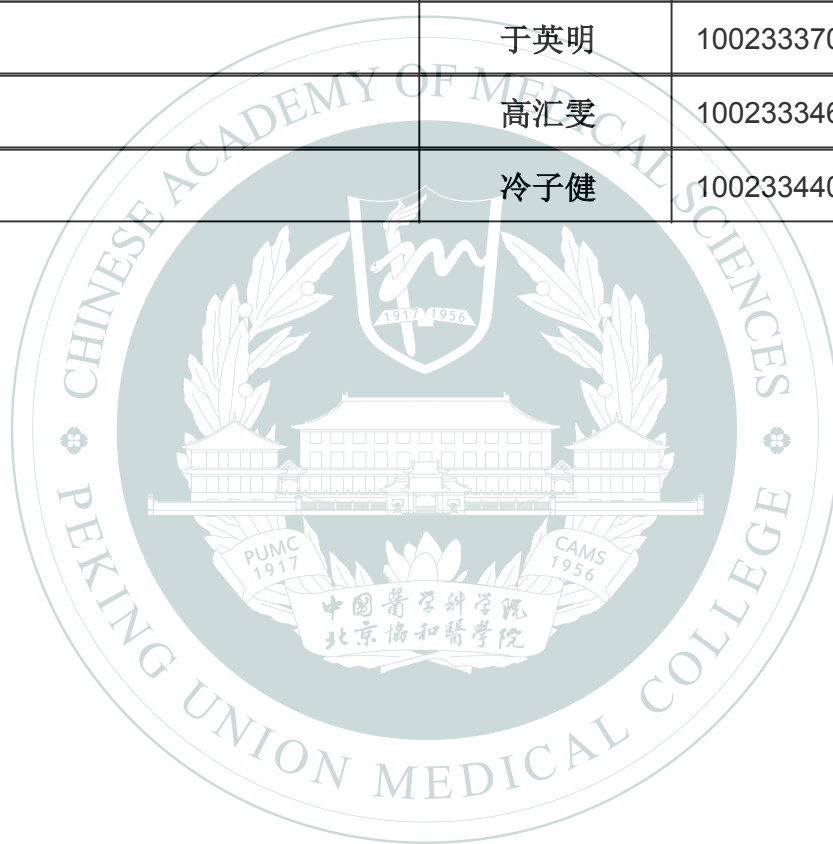 于英明 10023337
高汇雯 10023334
冷子健 10023344
CHINESE ACADEMY OF MEDICAL SCIENCES
1917 1956
PUMC
1917
CAMS
1956
中國醫學科学院
北京協和醫學院
PEKING UNION MEDICAL COLLEGE